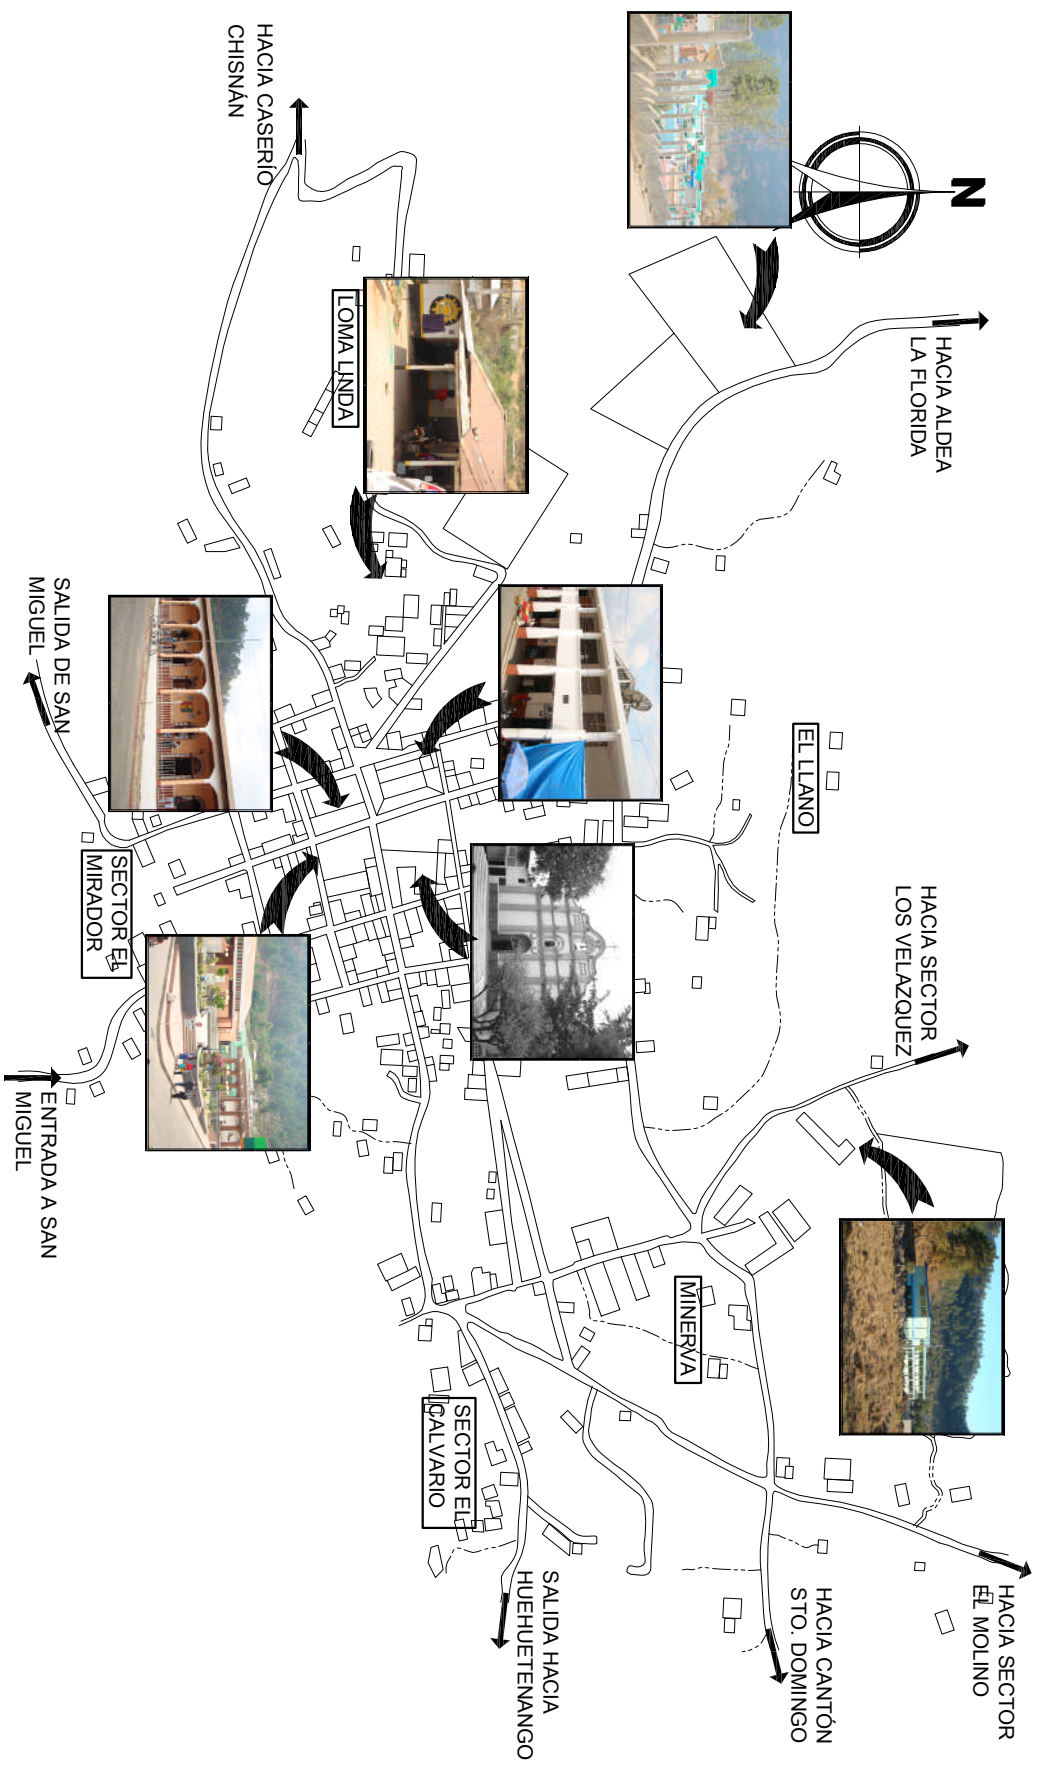 N
HACIA ALDEA
LA FLORIDA
HACIA CASERÍO
CHISNÁN
LOMA LINDA
SALIDA DE SAN
MIGUEL
EL LLANO
SECTOR EL
MIRADOR
HACIA SECTOR
LOS VELAZQUEZ
ENTRADA A SAN
MIGUEL
MINERVA
SECTOR EL
CALVARIO
SALIDA HACIA
HUEHUETENANGO
HACIA CANTÓN
STO. DOMINGO
HACIA SECTOR
EL MOLINO